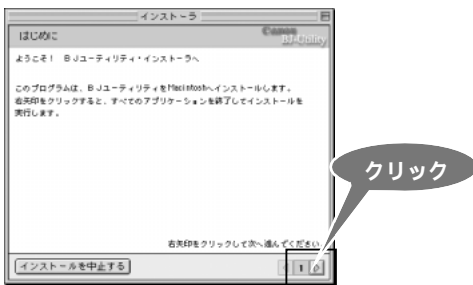 インストーラ
はじめに
Canon
BJ-Utility
ようこそ！ ＢＪユーティリティ・インストーラへ
このプログラムは、ＢＪユーティリティをMacintoshへインストールします。
右矢印をクリックすると、すべてのアプリケーションを終了してインストールを
実行します。
クリック
右矢印をクリックして次へ進んでください
インストールを中止する
1